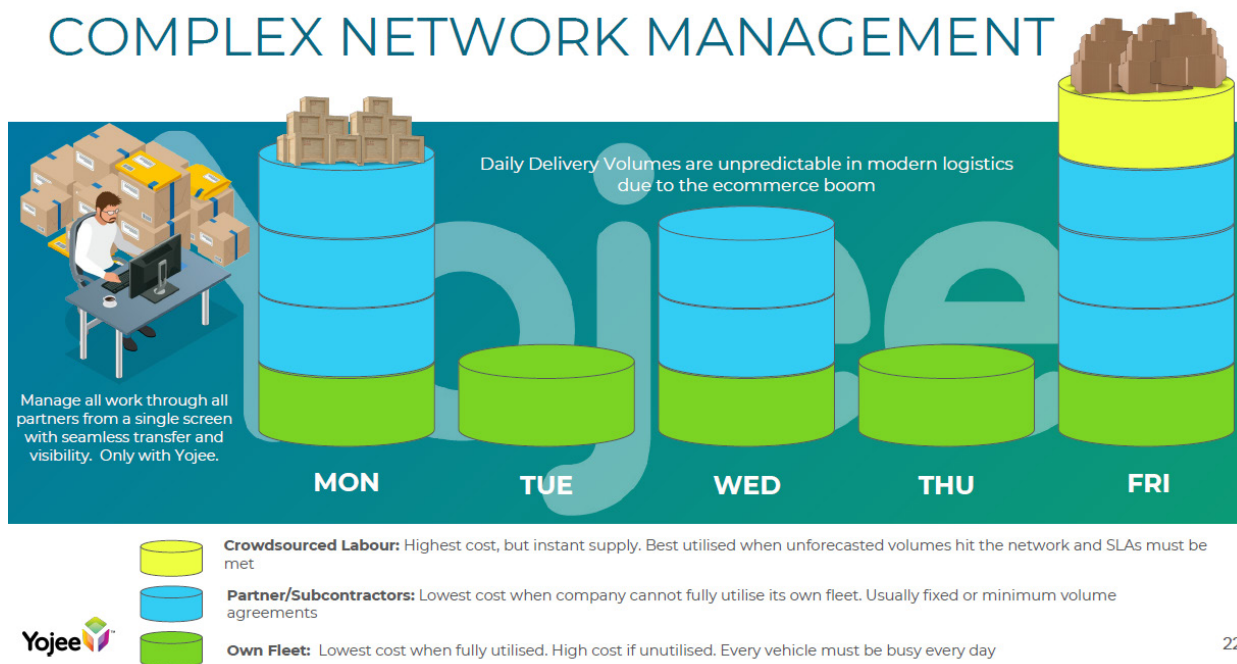 COMPLEX NETWORK MANAGEMENT
Daily Delivery Volumes are unpredictable in modern logistics
due to the ecommerce boom
Manage all work through all
partners from a single screen
with seamless transfer and
visibility. Only with Yojee.
MON
TUE
WED
THU
FRI
Crowdsourced Labour: Highest cost, but instant supply. Best utilised when unforecasted volumes hit the network and SLAs must be
met
Partner/Subcontractors: Lowest cost when company cannot fully utilise its own fleet. Usually fixed or minimum volume
agreements
Own Fleet: Lowest cost when fully utilised. High cost if unutilised. Every vehicle must be busy every day
Yojee™
22